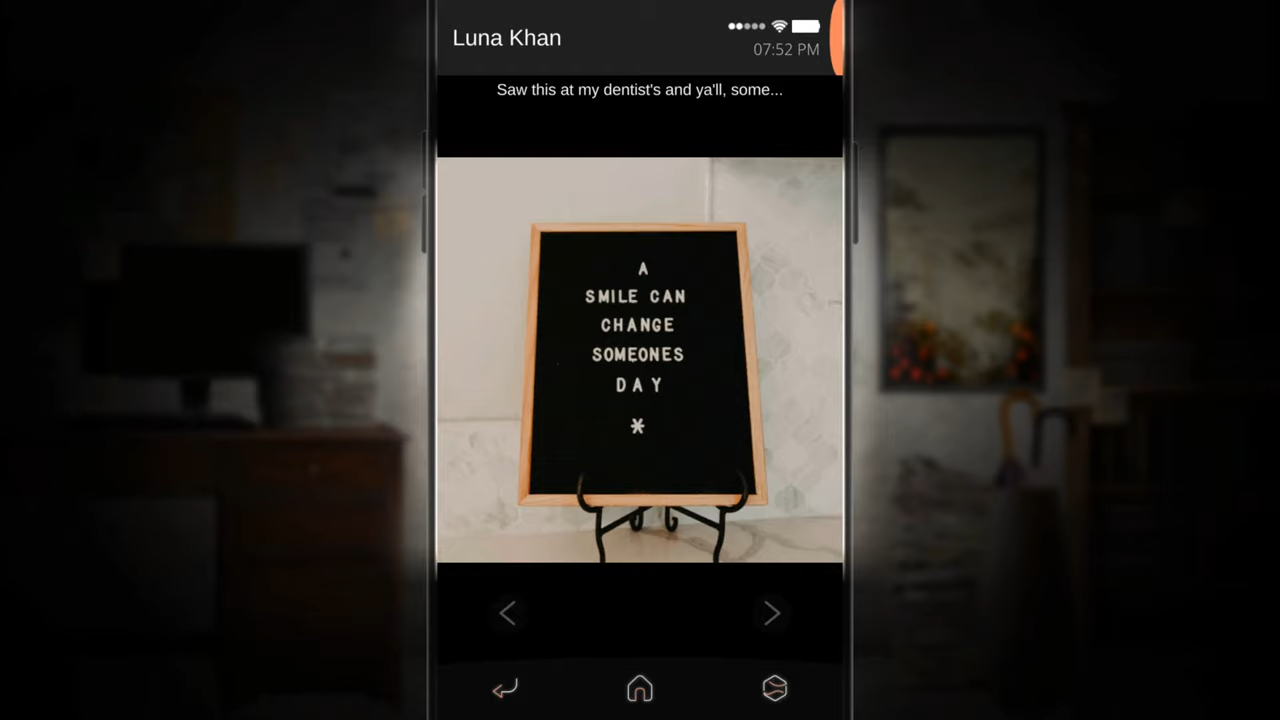 Luna Khan
07:52 PM
Saw this at my dentist's and ya'll, some...
A
SMILE CAN
CHANGE
SOMEONES
DAY
*